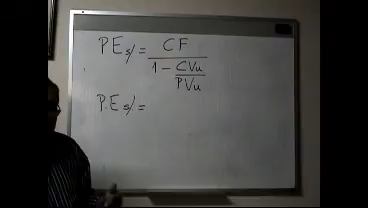 PE s/ = CF / 1 - CVu / PVu
P.E s/ =